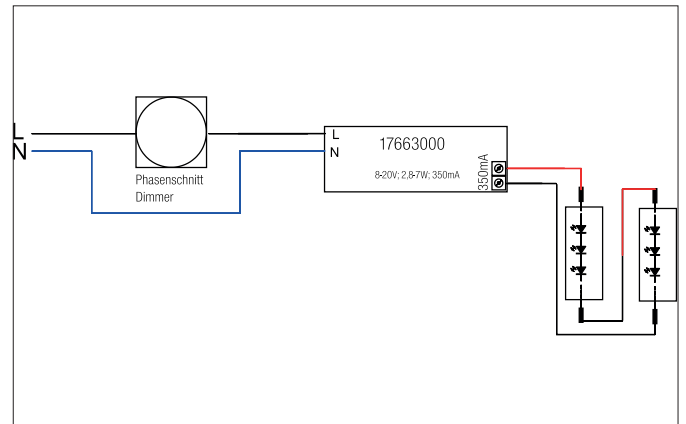 L
N
Phasenschnitt
Dimmer
L
N
17663000
8-20V; 2,8-7W; 350mA
350mA